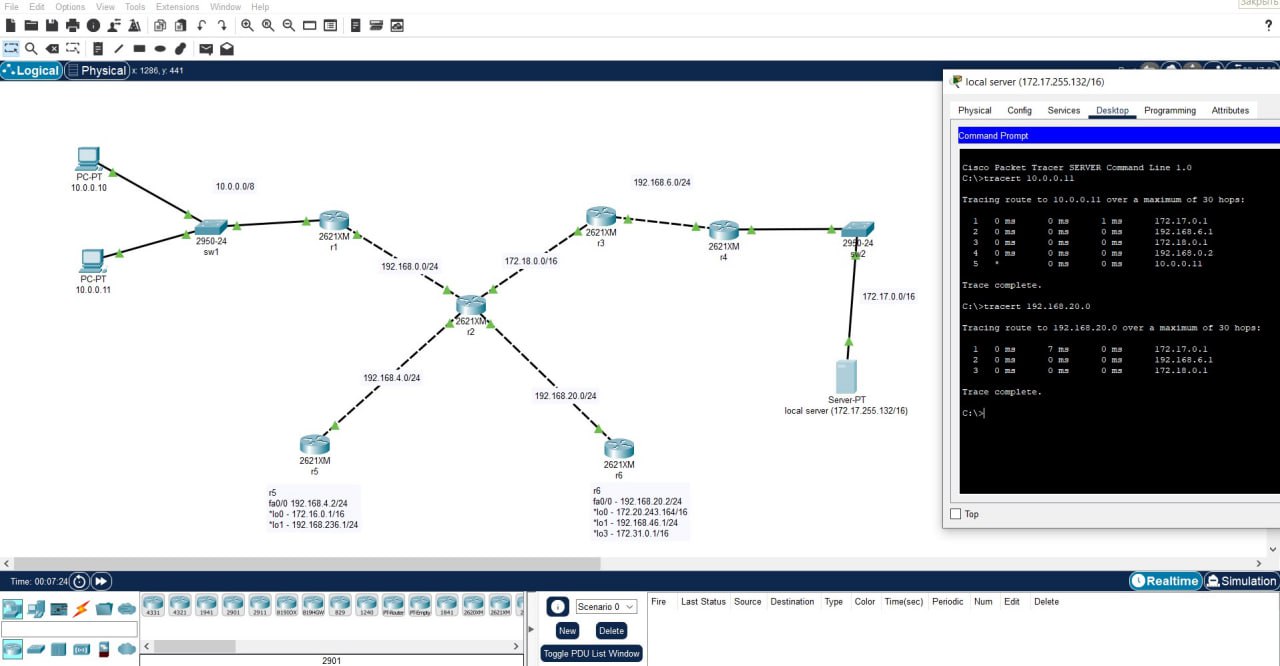 File Edit Options View Tools Extensions Window Help
Закрыть
?
Logical Physical x: 1286, y: 441
PC-PT
10.0.0.10
10.0.0.0/8
2950-24
sw1
PC-PT
10.0.0.11
2621XM
r1
192.168.0.0/24
172.18.0.0/16
192.168.6.0/24
2621XM
r3
2621XM
r4
2950-24
sw2
172.17.0.0/16
2621XM
r2
192.168.4.0/24
192.168.20.0/24
Server-PT
local server (172.17.255.132/16)
2621XM
r5
2621XM
r6
r5
fa0/0 192.168.4.2/24
*lo0 - 172.16.0.1/16
*lo1 - 192.168.236.1/24
r6
fa0/0 - 192.168.20.2/24
*lo0 - 172.20.243.164/16
*lo1 - 192.168.46.1/24
*lo3 - 172.31.0.1/16
local server (172.17.255.132/16)
Physical Config Services Desktop Programming Attributes
Command Prompt
Cisco Packet Tracer SERVER Command Line 1.0
C:\>tracert 10.0.0.11
Tracing route to 10.0.0.11 over a maximum of 30 hops:
1 0 ms 0 ms 1 ms 172.17.0.1
2 0 ms 0 ms 0 ms 192.168.6.1
3 0 ms 0 ms 0 ms 172.18.0.1
4 0 ms 0 ms 0 ms 192.168.0.2
5 * 0 ms 0 ms 10.0.0.11
Trace complete.
C:\>tracert 192.168.20.0
Tracing route to 192.168.20.0 over a maximum of 30 hops:
1 0 ms 7 ms 0 ms 172.17.0.1
2 0 ms 0 ms 0 ms 192.168.6.1
3 0 ms 0 ms 0 ms 172.18.0.1
Trace complete.
C:\>
Top
Time: 00:07:24
Realtime Simulation
4331 4321 1941 2901 2911 819IOX 819HGW 829 1240 PT-Router PT-Empty 1841 2620XM 2621XM
2901
Scenario 0
New Delete
Toggle PDU List Window
Fire Last Status Source Destination Type Color Time(sec) Periodic Num Edit Delete